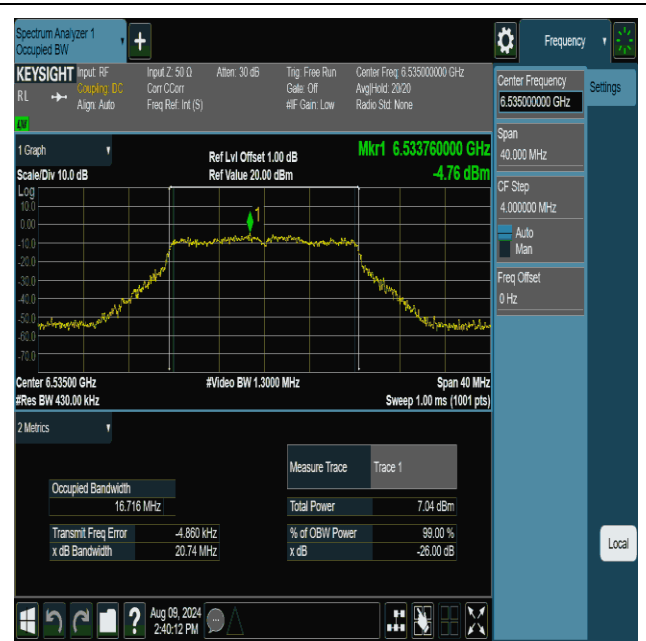 Spectrum Analyzer 1
Occupied BW
Frequency
KEYSIGHT
RL
Input: RF
Coupling: DC
Align: Auto
Input Z: 50 Ω
Corr CCorr
Freq Ref: Int (S)
Atten: 30 dB
Trig: Free Run
Gate: Off
#IF Gain: Low
Center Freq: 6.535000000 GHz
Avg|Hold: 20/20
Radio Std: None
Center Frequency
6.535000000 GHz
Settings
Span
40.000 MHz
CF Step
4.000000 MHz
Auto
Man
Freq Offset
0 Hz
Local
1 Graph
Scale/Div 10.0 dB
Ref Lvl Offset 1.00 dB
Ref Value 20.00 dBm
Mkr1 6.533760000 GHz
-4.76 dBm
Log
10.0
0.00
-10.0
-20.0
-30.0
-40.0
-50.0
-60.0
-70.0
1
Center 6.53500 GHz
#Res BW 430.00 kHz
#Video BW 1.3000 MHz
Span 40 MHz
Sweep 1.00 ms (1001 pts)
2 Metrics
Measure Trace Trace 1
Occupied Bandwidth
16.716 MHz
Total Power 7.04 dBm
Transmit Freq Error -4.860 kHz
% of OBW Power 99.00 %
x dB Bandwidth 20.74 MHz
x dB -26.00 dB
?
Aug 09, 2024
2:40:12 PM